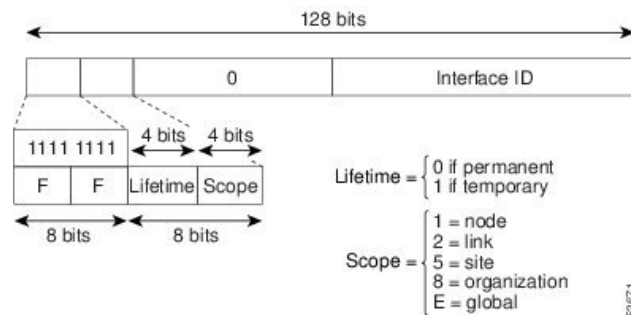 128 bits
0 Interface ID
4 bits 4 bits
1111 1111
F F Lifetime Scope
8 bits 8 bits
Lifetime = 0 if permanent
1 if temporary
Scope = 1 = node
2 = link
5 = site
8 = organization
E = global